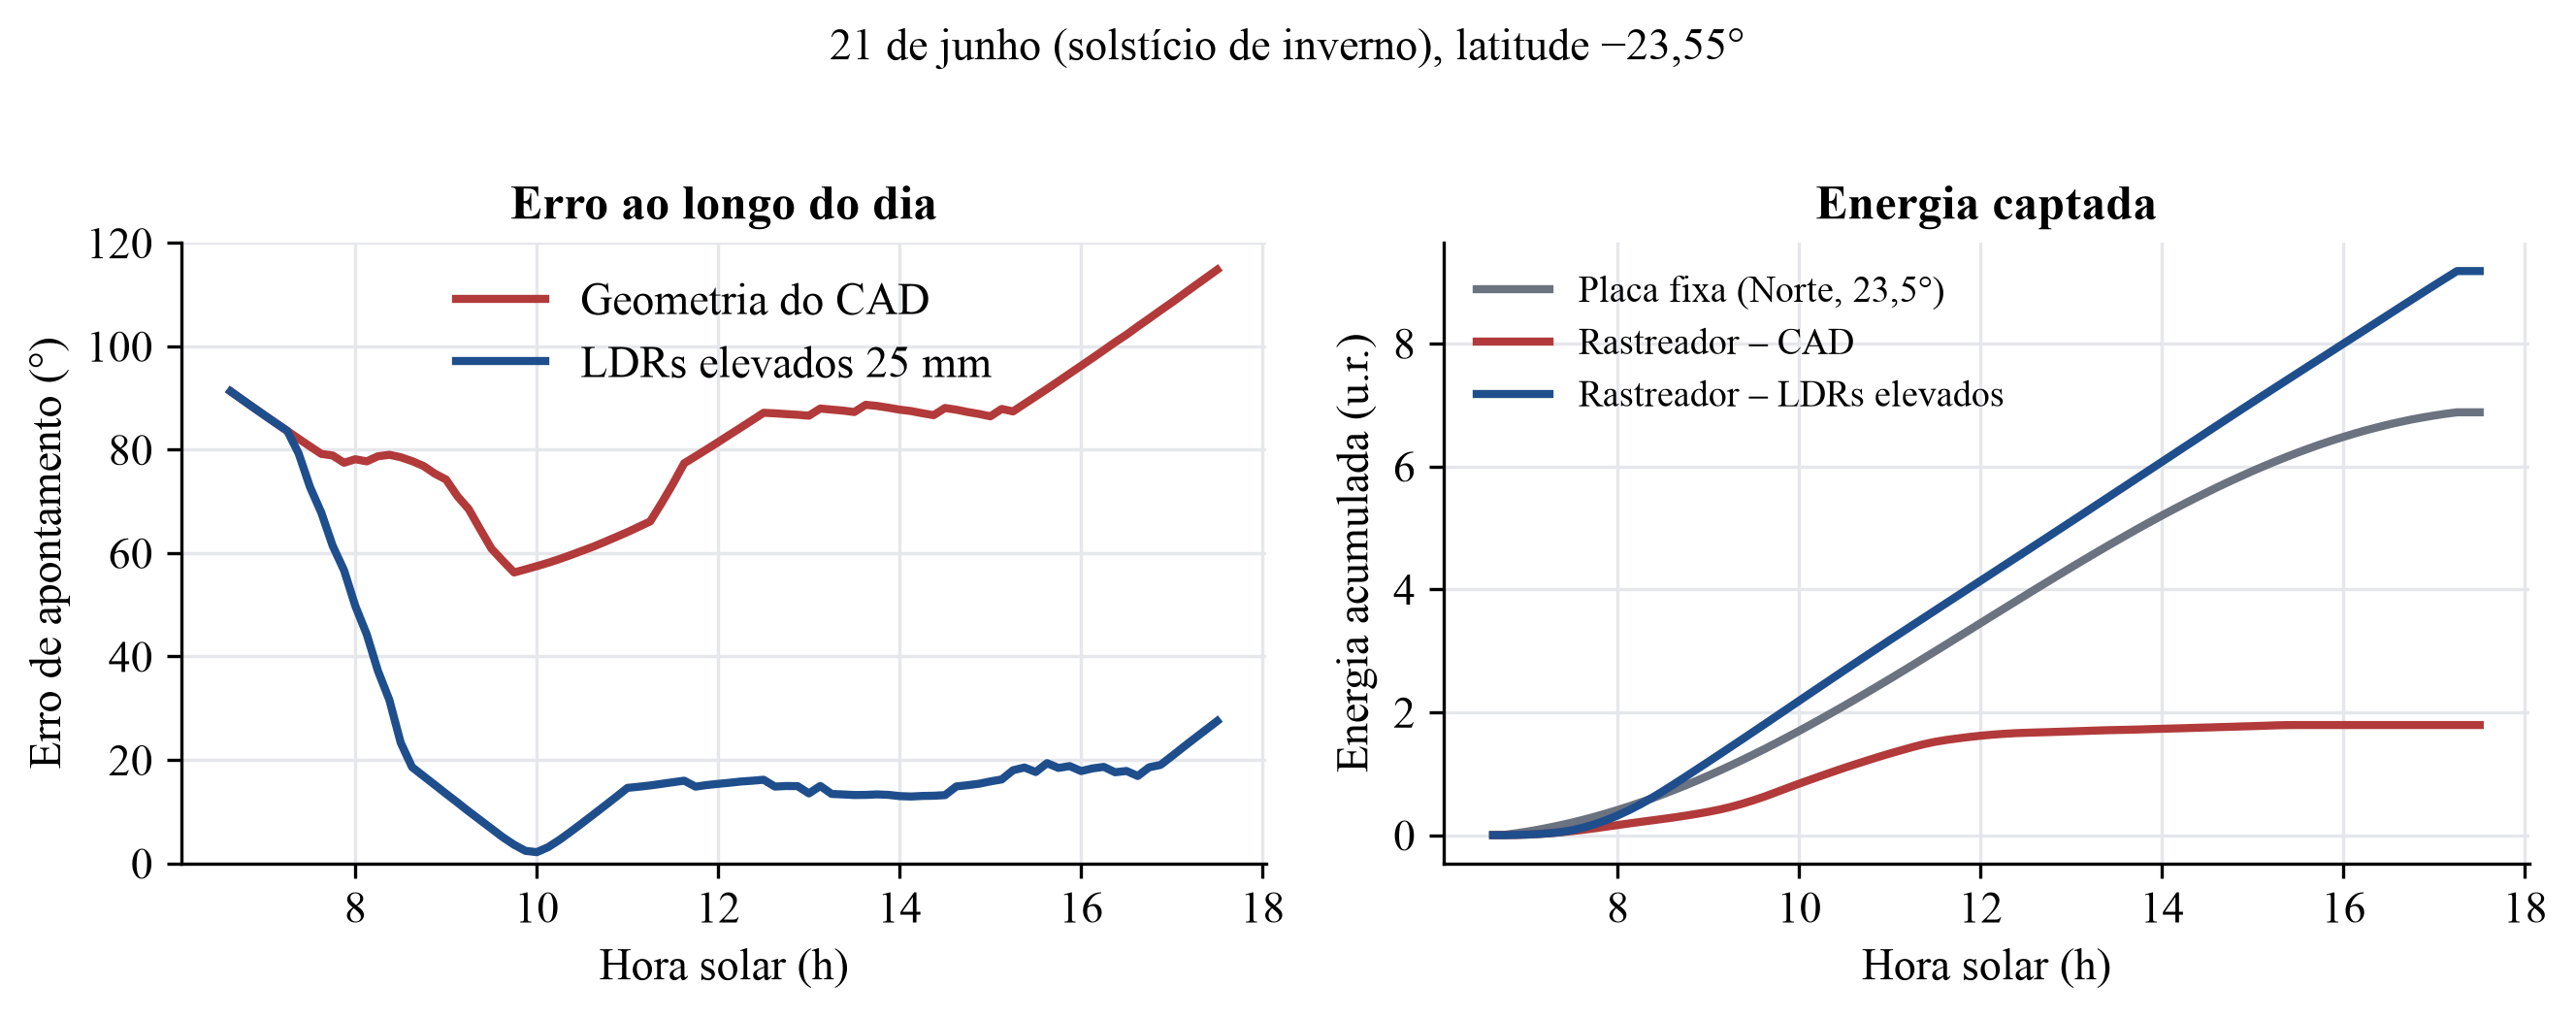 21 de junho (solstício de inverno), latitude −23,55°
Erro ao longo do dia
120
100
80
60
40
20
0
Erro de apontamento (°)
Geometria do CAD
LDRs elevados 25 mm
8 10 12 14 16 18
Hora solar (h)
Energia captada
8
6
4
2
0
Energia acumulada (u.r.)
Placa fixa (Norte, 23,5°)
Rastreador – CAD
Rastreador – LDRs elevados
8 10 12 14 16 18
Hora solar (h)